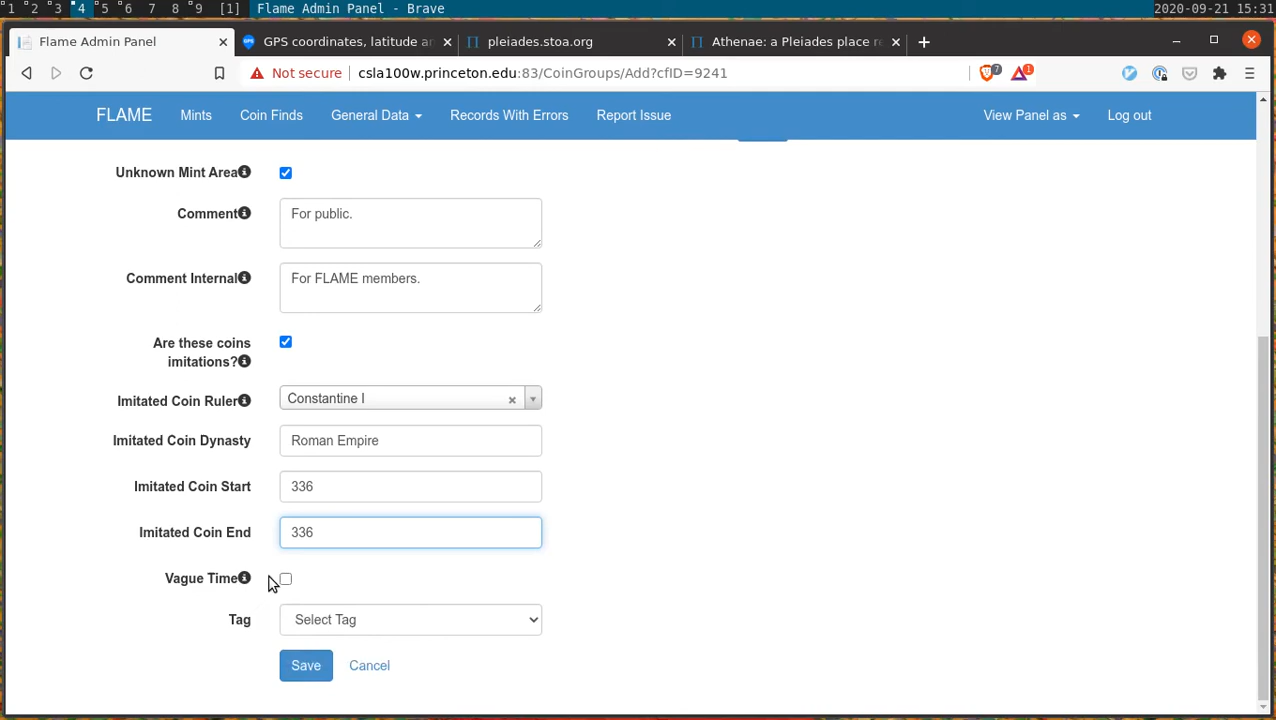 1 2 3 4 5 6 7 8 9 [1] Flame Admin Panel - Brave 2020-09-21 15:31
Flame Admin Panel GPS coordinates, latitude an pleiades.stoa.org Athenae: a Pleiades place re
Not secure csla100w.princeton.edu:83/CoinGroups/Add?cfID=9241 7 1
FLAME Mints Coin Finds General Data Records With Errors Report Issue View Panel as Log out
Unknown Mint Area
Comment For public.
Comment Internal For FLAME members.
Are these coins
imitations?
Imitated Coin Ruler Constantine I
Imitated Coin Dynasty Roman Empire
Imitated Coin Start 336
Imitated Coin End 336
Vague Time
Tag Select Tag
Save Cancel